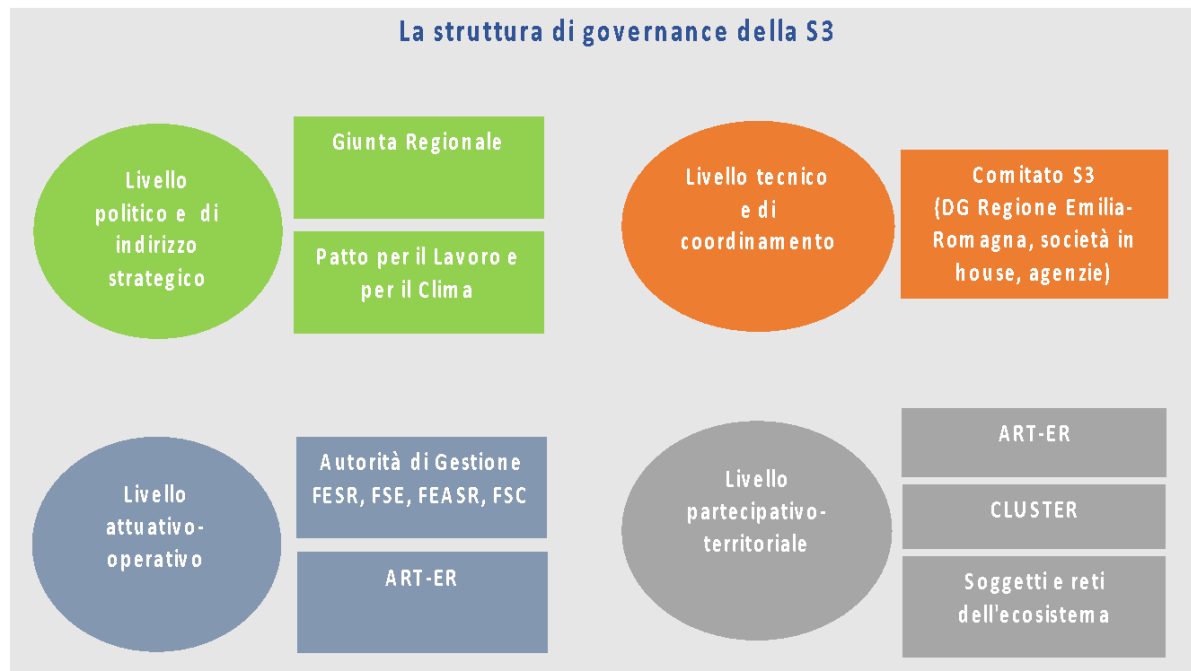 La struttura di governance della S3
Livello
politico e di
indirizzo
strategico
Giunta Regionale
Patto per il Lavoro e
per il Clima
Livello tecnico
e di
coordinamento
Comitato S3
(DG Regione Emilia-
Romagna, società in
house, agenzie)
Livello
attuativo-
operativo
Autorità di Gestione
FESR, FSE, FEASR, FSC
ART-ER
Livello
partecipativo-
territoriale
ART-ER
CLUSTER
Soggetti e reti
dell'ecosistema